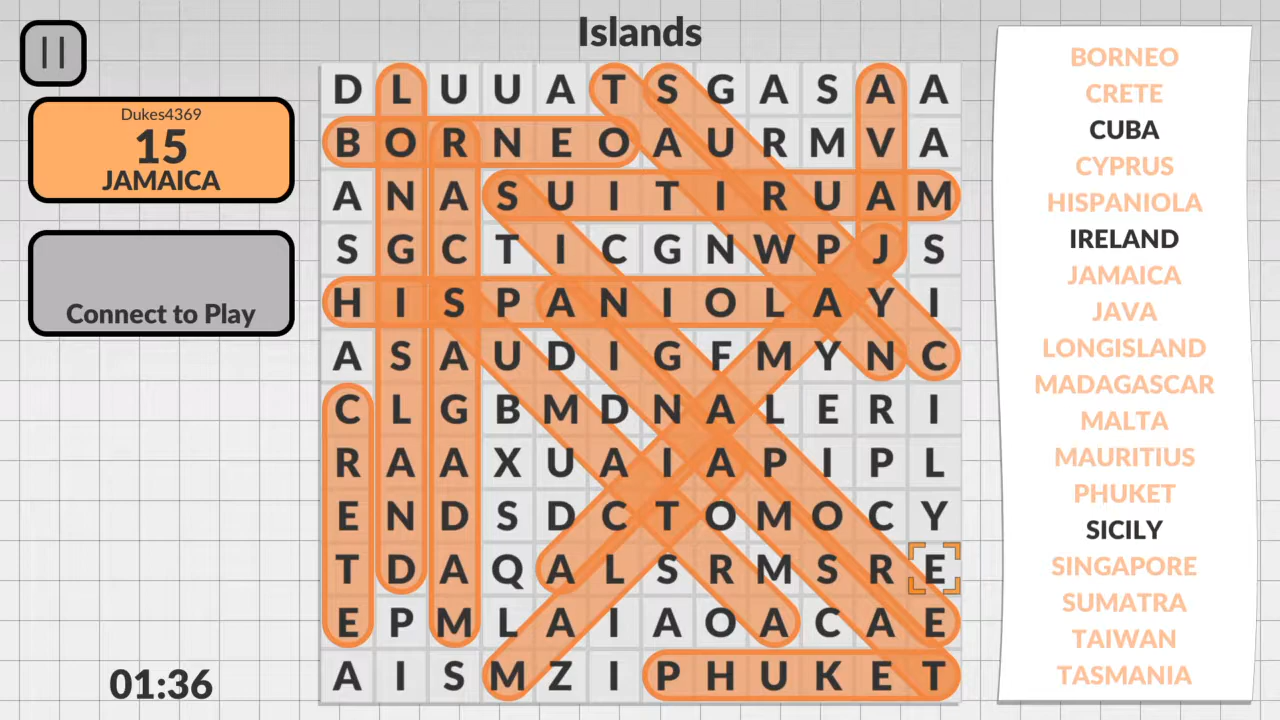 Islands
Dukes4369
15
JAMAICA
Connect to Play
01:36
D L U U A T S G A S A A
B O R N E O A U R M V A
A N A S U I T I R U A M
S G C T I C G N W P J S
H I S P A N I O L A Y I
A S A U D I G F M Y N C
C L G B M D N A L E R I
R A A X U A I A P I P L
E N D S D C T O M O C Y
T D A Q A L S R M S R E
E P M L A I A O A C A E
A I S M Z I P H U K E T
BORNEO
CRETE
CUBA
CYPRUS
HISPANIOLA
IRELAND
JAMAICA
JAVA
LONGISLAND
MADAGASCAR
MALTA
MAURITIUS
PHUKET
SICILY
SINGAPORE
SUMATRA
TAIWAN
TASMANIA